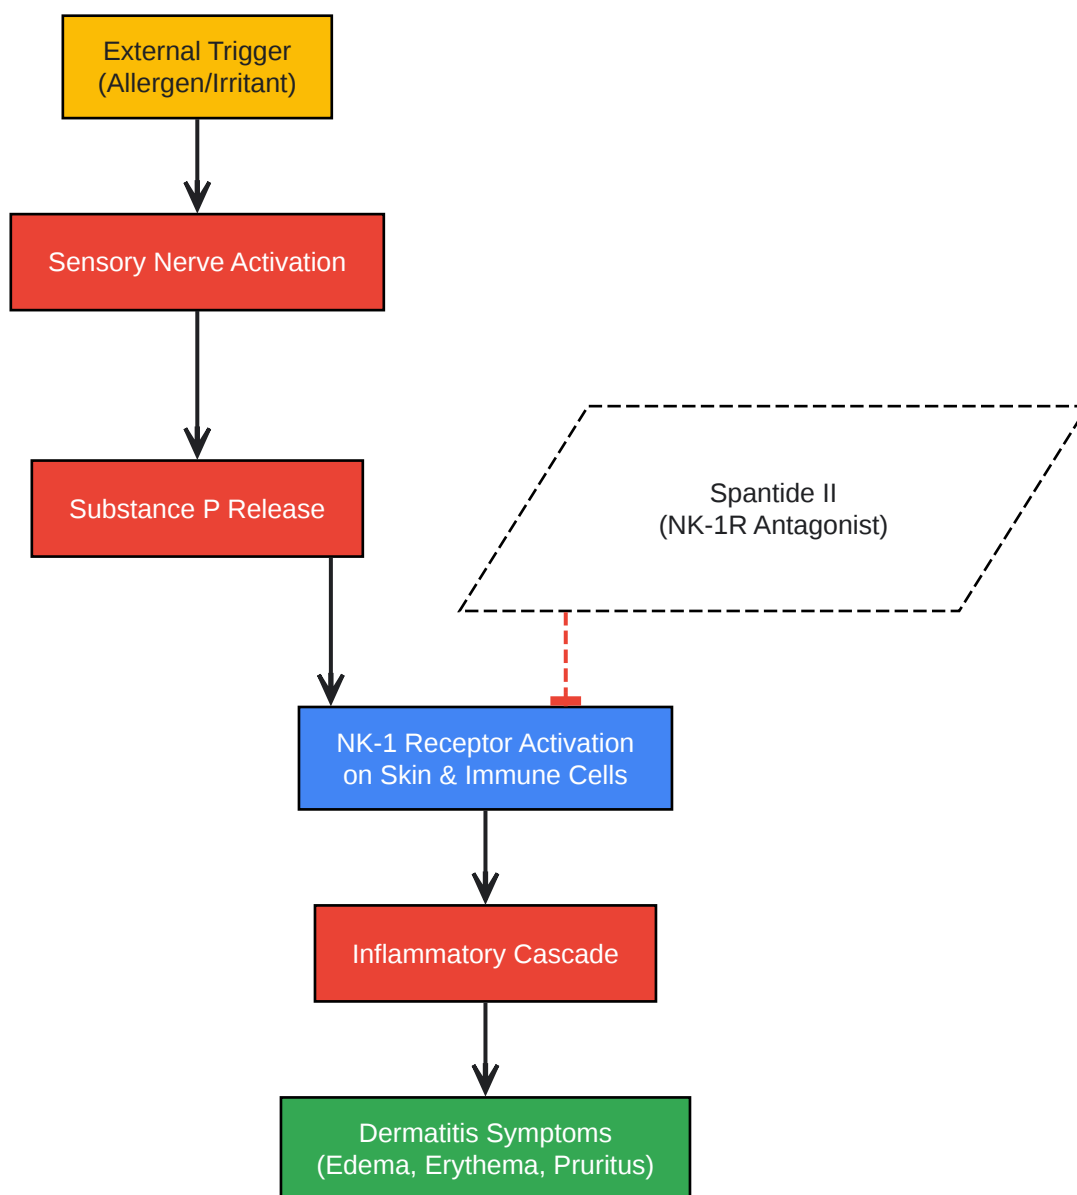 External Trigger
(Allergen/Irritant)
Sensory Nerve Activation
Substance P Release
Spantide II
(NK-1R Antagonist)
NK-1 Receptor Activation
on Skin & Immune Cells
Inflammatory Cascade
Dermatitis Symptoms
(Edema, Erythema, Pruritus)